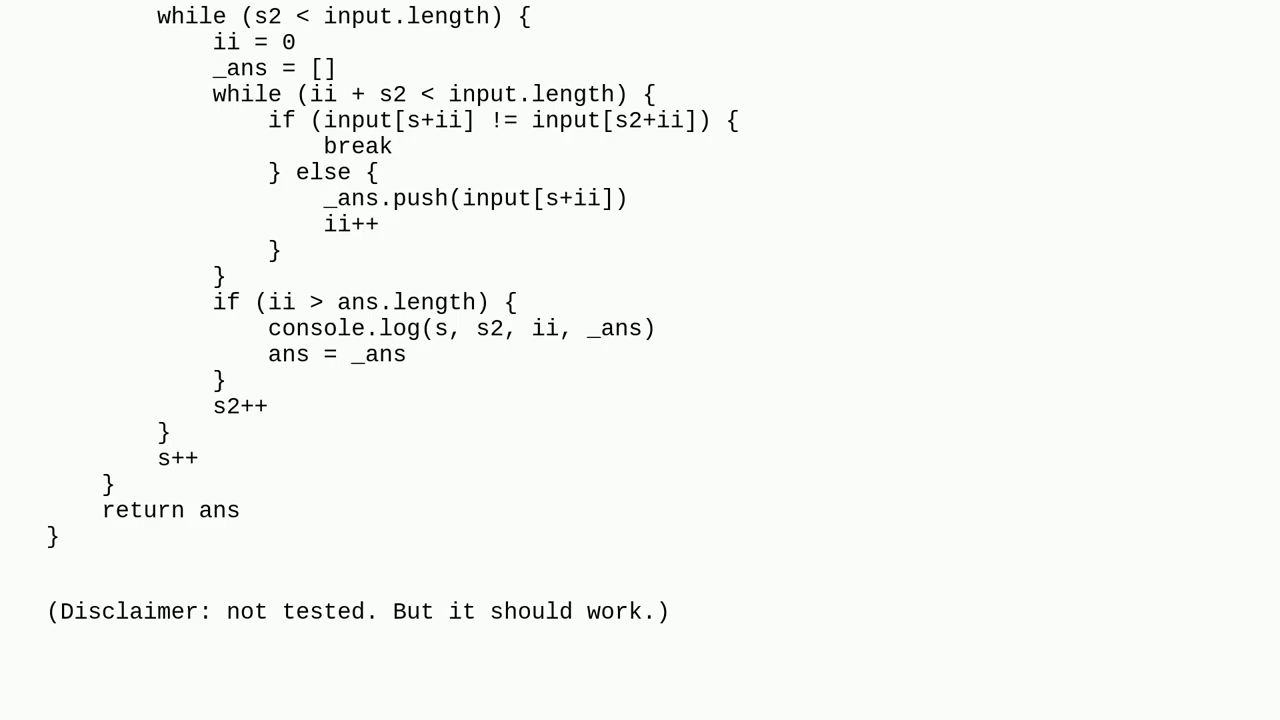 while (s2 < input.length) {
ii = 0
_ans = []
while (ii + s2 < input.length) {
if (input[s+ii] != input[s2+ii]) {
break
} else {
_ans.push(input[s+ii])
ii++
}
}
if (ii > ans.length) {
console.log(s, s2, ii, _ans)
ans = _ans
}
s2++
}
s++
}
return ans
}
(Disclaimer: not tested. But it should work.)